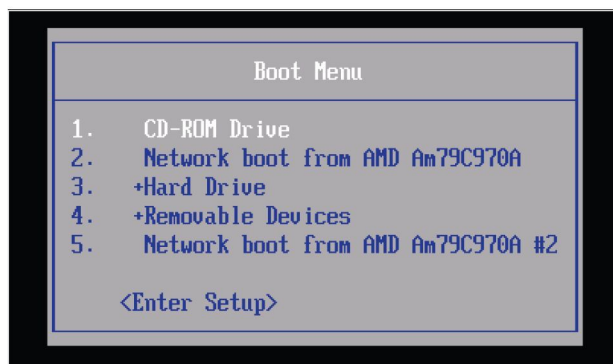 Boot Menu
1. CD-ROM Drive
2. Network boot from AMD Am79C970A
3. +Hard Drive
4. +Removable Devices
5. Network boot from AMD Am79C970A #2
<Enter Setup>